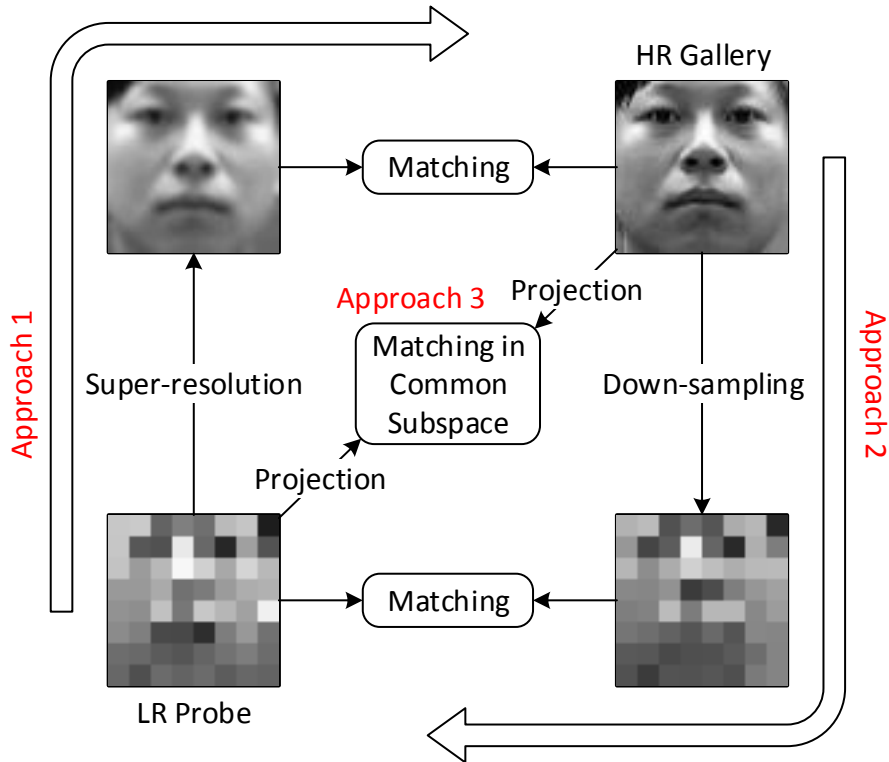 HR Gallery
Matching
Approach 1
Approach 3
Projection
Matching in
Common
Subspace
Super-resolution
Down-sampling
Approach 2
Projection
Matching
LR Probe